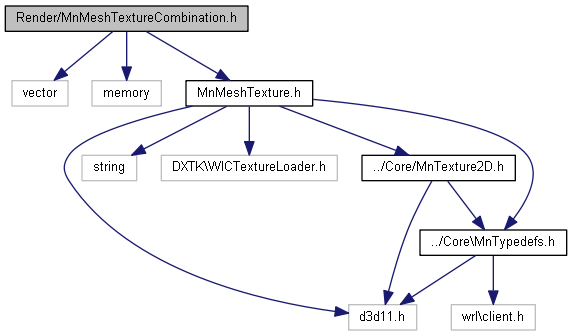 Render/MnMeshTextureCombination.h
vector
memory
MnMeshTexture.h
string
DXTK\WICTextureLoader.h
../Core/MnTexture2D.h
../Core\MnTypedefs.h
d3d11.h
wrl\client.h